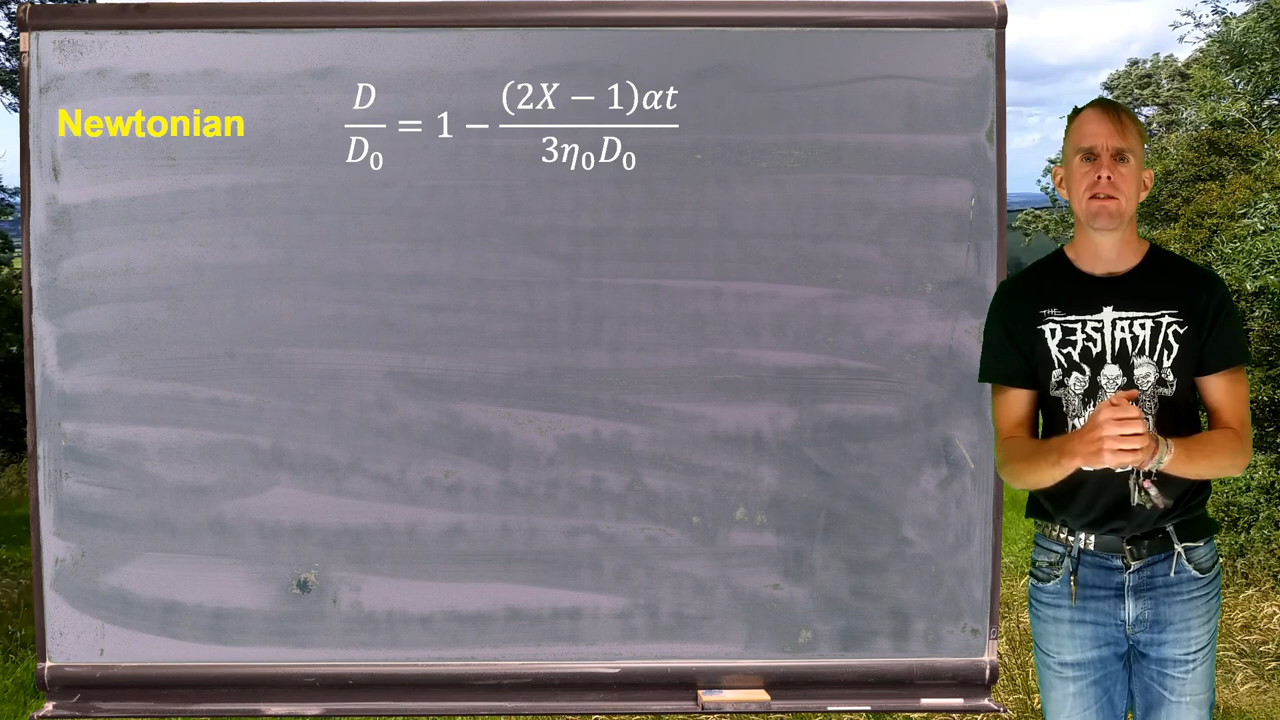 Newtonian
D/D₀ = 1 − (2X − 1)αt/3η₀D₀
THE
RESTARTS